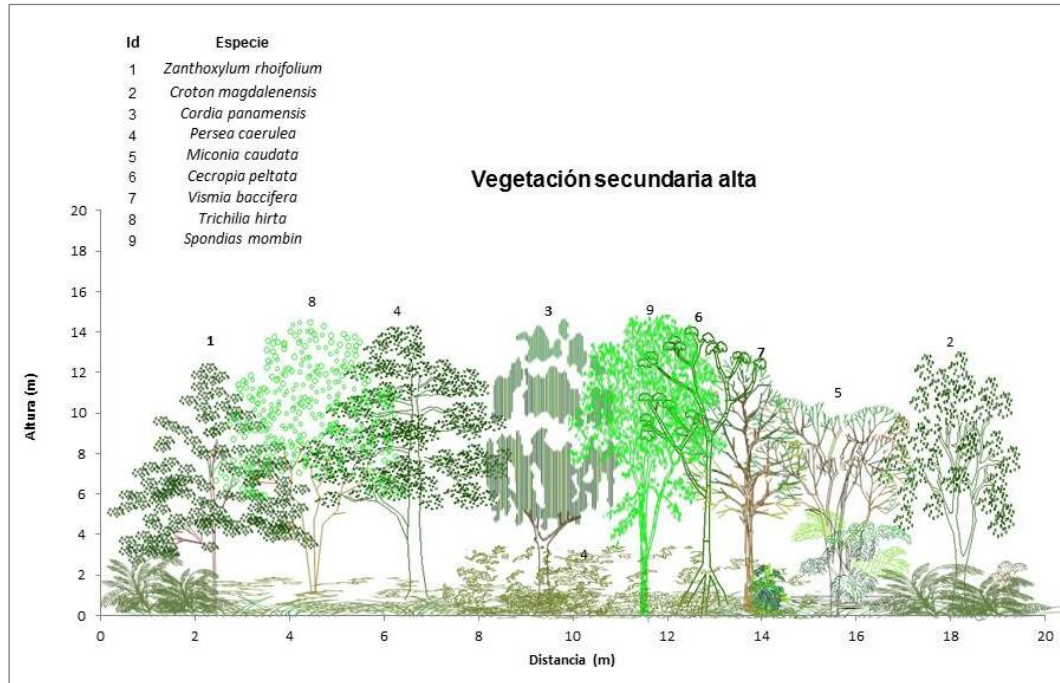 Id Especie
1 Zanthoxylum rhoifolium
2 Croton magdalenensis
3 Cordia panamensis
4 Persea caerulea
5 Miconia caudata
6 Cecropia peltata
7 Vismia baccifera
8 Trichilia hirta
9 Spondias mombin
Vegetación secundaria alta
20
18
16
14
12
10
8
6
4
2
0
Altura (m)
1 8 4 3 9 6 7 5 2
4
0 2 4 6 8 10 12 14 16 18 20
Distancia (m)